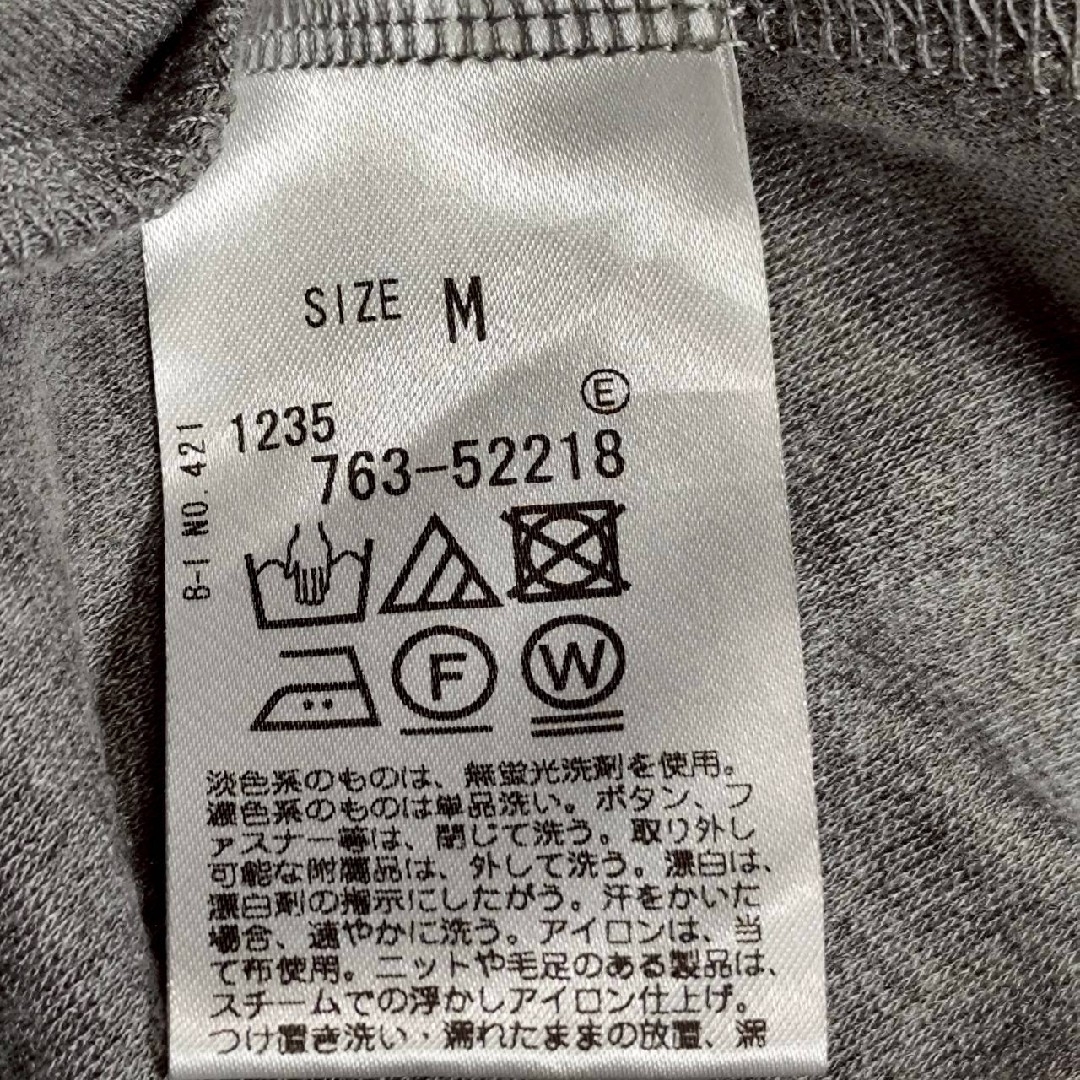 SIZE M
E
1235
763-52218
B-1 NO.421
F W
淡色系のものは、無蛍光洗剤を使用。
濃色系のものは単品洗い。ボタン、フ
ァスナー等は、閉じて洗う。取り外し
可能な附属品は、外して洗う。漂白は、
漂白剤の指示にしたがう。汗をかいた
場合、速やかに洗う。アイロンは、当
て布使用。ニットや毛足のある製品は、
スチームでの浮かしアイロン仕上げ。
つけ置き洗い・濡れたままの放置、濡